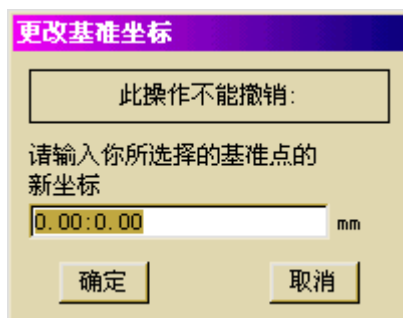 更改基准坐标
此操作不能撤销:
请输入你所选择的基准点的
新坐标
0.00:0.00 mm
确定 取消